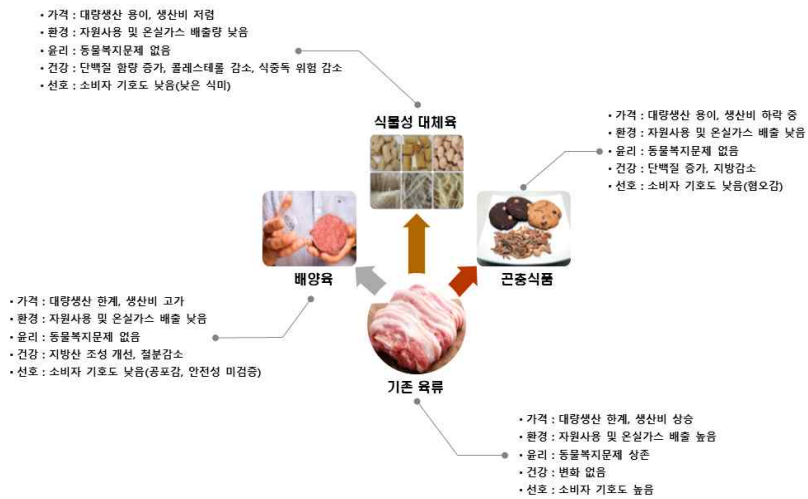 • 가격 : 대량생산 용이, 생산비 저렴
• 환경 : 자원사용 및 온실가스 배출량 낮음
• 윤리 : 동물복지문제 없음
• 건강 : 단백질 함량 증가, 콜레스테롤 감소, 식중독 위험 감소
• 선호 : 소비자 기호도 낮음(낮은 식미)
식물성 대체육
• 가격 : 대량생산 용이, 생산비 하락 중
• 환경 : 자원사용 및 온실가스 배출 낮음
• 윤리 : 동물복지문제 없음
• 건강 : 단백질 증가, 지방감소
• 선호 : 소비자 기호도 낮음(혐오감)
배양육
곤충식품
• 가격 : 대량생산 한계, 생산비 고가
• 환경 : 자원사용 및 온실가스 배출 낮음
• 윤리 : 동물복지문제 없음
• 건강 : 지방산 조성 개선, 철분감소
• 선호 : 소비자 기호도 낮음(공포감, 안전성 미검증)
기존 육류
• 가격 : 대량생산 한계, 생산비 상승
• 환경 : 자원사용 및 온실가스 배출 높음
• 윤리 : 동물복지문제 상존
• 건강 : 변화 없음
• 선호 : 소비자 기호도 높음